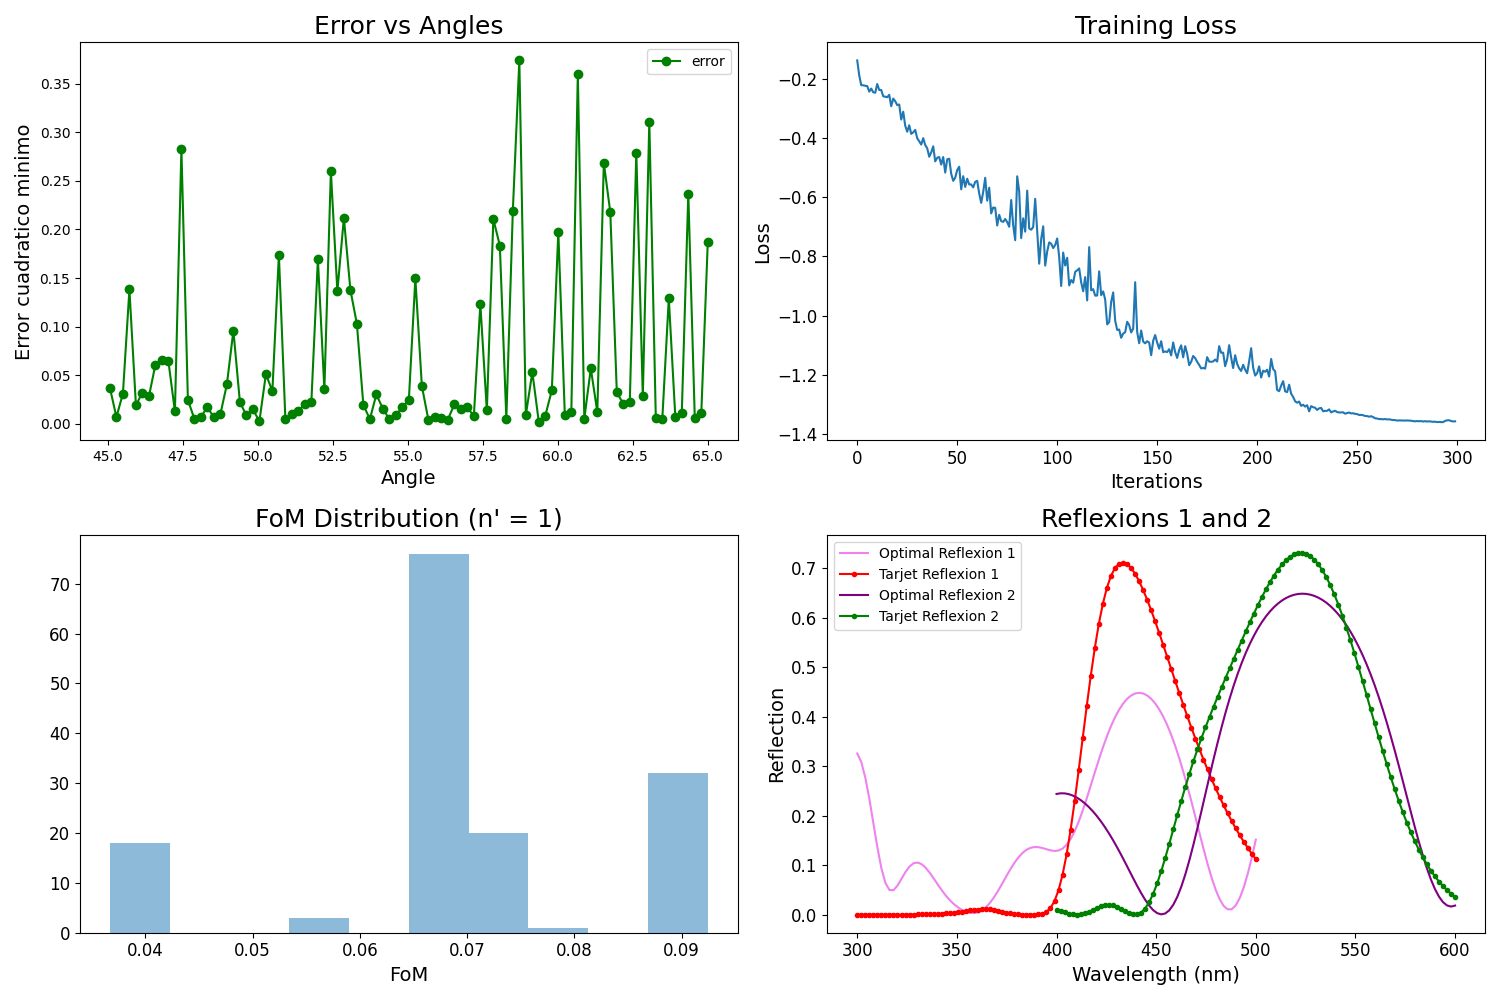 Error vs Angles
error
Error cuadratico minimo
0.35
0.30
0.25
0.20
0.15
0.10
0.05
0.00
45.0 47.5 50.0 52.5 55.0 57.5 60.0 62.5 65.0
Angle
Training Loss
Loss
−0.2
−0.4
−0.6
−0.8
−1.0
−1.2
−1.4
0 50 100 150 200 250 300
Iterations
FoM Distribution (n' = 1)
70
60
50
40
30
20
10
0
0.04 0.05 0.06 0.07 0.08 0.09
FoM
Reflexions 1 and 2
Optimal Reflexion 1
Tarjet Reflexion 1
Optimal Reflexion 2
Tarjet Reflexion 2
Reflection
0.7
0.6
0.5
0.4
0.3
0.2
0.1
0.0
300 350 400 450 500 550 600
Wavelength (nm)